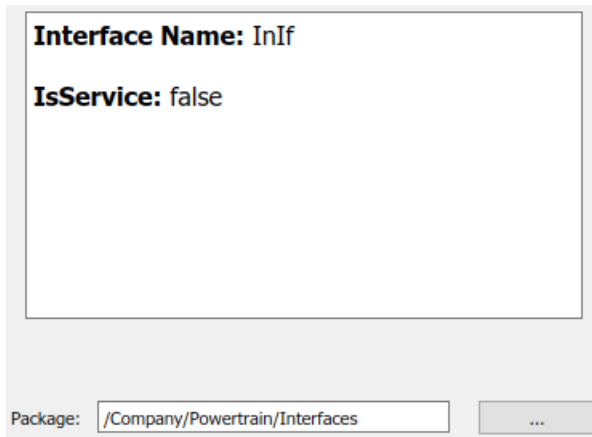 Interface Name: InIf
IsService: false
Package: /Company/Powertrain/Interfaces ...